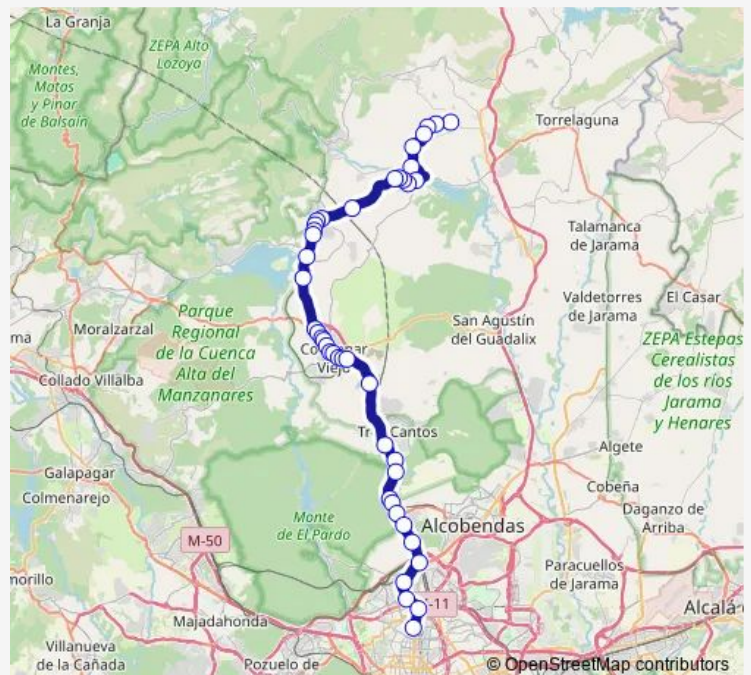 La Granja
ZEPA Alto
Lozoya
Montes,
Matas
y Pinar
de Balsaín
Torrelaguna
Talamanca
de Jarama
Valdetorres
de Jarama
El Casar
Parque
Regional
de la Cuenca
Alta del
Manzanares
Moralzarzal
San Agustín
del Guadalix
ZEPA Estepas
Cerealistas
de los ríos
Jarama
y Henares
Collado Villalba
Tr Cantos
Algete
Galapagar
Colmenarejo
Cobeña
Monte
de El Pardo
Alcobendas
Daganzo de
Arriba
M-50
Paracuellos
de Jarama
morillo
-11
Alcalá
Majadahonda
Villanueva
de la Cañada
Pozuelo de
© OpenStreetMap contributors